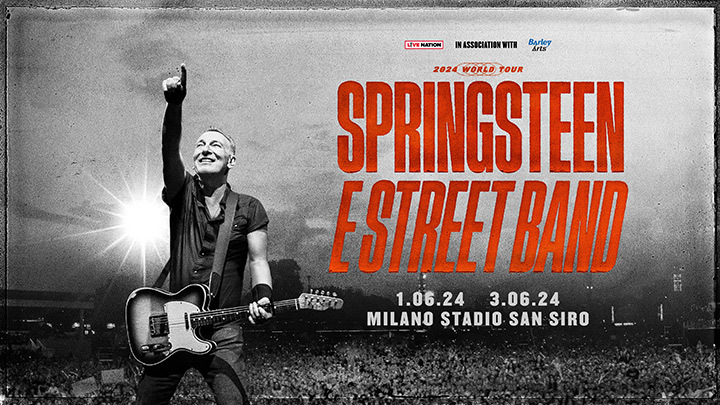 LIVE NATION IN ASSOCIATION WITH Barley Arts
2024 WORLD TOUR
SPRINGSTEEN
E STREET BAND
1.06.24 3.06.24
MILANO STADIO SAN SIRO